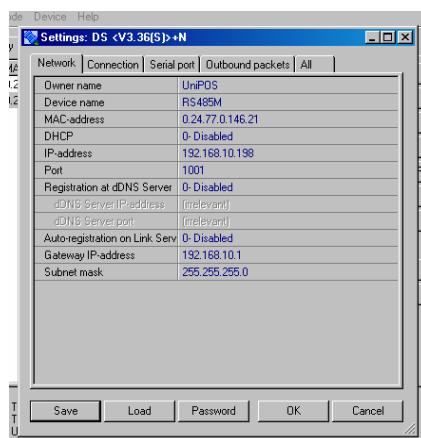 Device Help
Settings: DS <V3.36(S)>+N
Network Connection Serial port Outbound packets All
Owner name UniPOS
Device name RS485M
MAC-address 0.24.77.0.146.21
DHCP 0- Disabled
IP-address 192.168.10.198
Port 1001
Registration at dDNS Server 0- Disabled
dDNS Server IP-address (irrelevant)
dDNS Server port (irrelevant)
Auto-registration on Link Serv 0- Disabled
Gateway IP-address 192.168.10.1
Subnet mask 255.255.255.0
Save Load Password OK Cancel